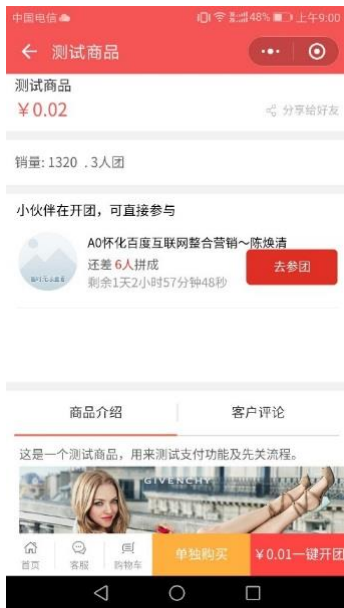 中国电信 48% 上午9:00
测试商品
测试商品
￥0.02
分享给好友
销量: 1320 .3人团
小伙伴在开团，可直接参与
A0怀化百度互联网整合营销～陈焕清
还差 6人拼成
剩余1天2小时57分钟48秒
去参团
商品介绍 客户评论
这是一个测试商品，用来测试支付功能及先关流程。
GIVENCHY
首页 客服 购物车 单独购买 ￥0.01一键开团